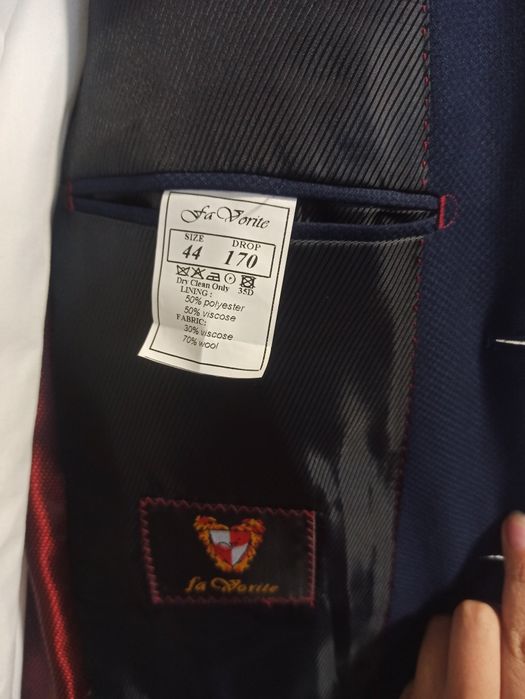 Fa Vorite
SIZE DROP
44 170
Dry Clean Only 35D
LINING :
50% polyester
50% viscose
FABRIC:
30% viscose
70% wool
fa Vorite